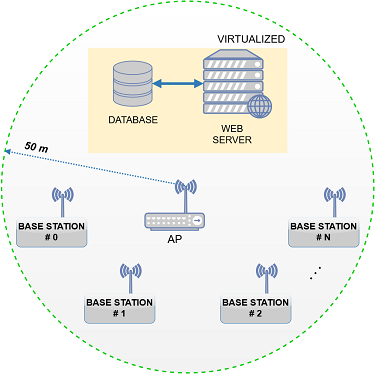 VIRTUALIZED
DATABASE
WEB
SERVER
50 m
AP
BASE STATION
# 0
BASE STATION
# N
BASE STATION
# 1
BASE STATION
# 2
...